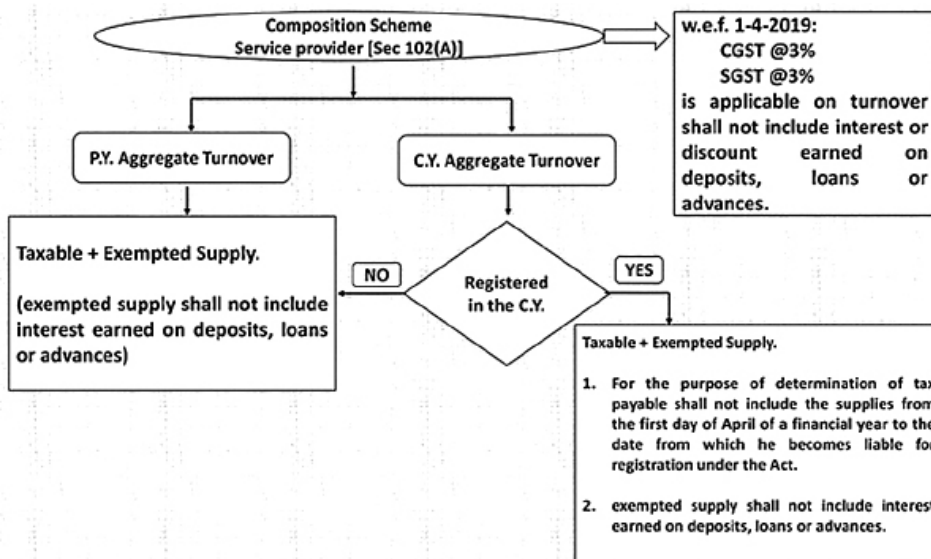 Composition Scheme
Service provider [Sec 102(A)]
w.e.f. 1-4-2019:
CGST @3%
SGST @3%
is applicable on turnover
shall not include interest or
discount earned on
deposits, loans or
advances.
P.Y. Aggregate Turnover
C.Y. Aggregate Turnover
Taxable + Exempted Supply.
(exempted supply shall not include
interest earned on deposits, loans
or advances)
NO
Registered
in the C.Y.
YES
Taxable + Exempted Supply.
1. For the purpose of determination of tax
payable shall not include the supplies from
the first day of April of a financial year to the
date from which he becomes liable for
registration under the Act.
2. exempted supply shall not include interest
earned on deposits, loans or advances.